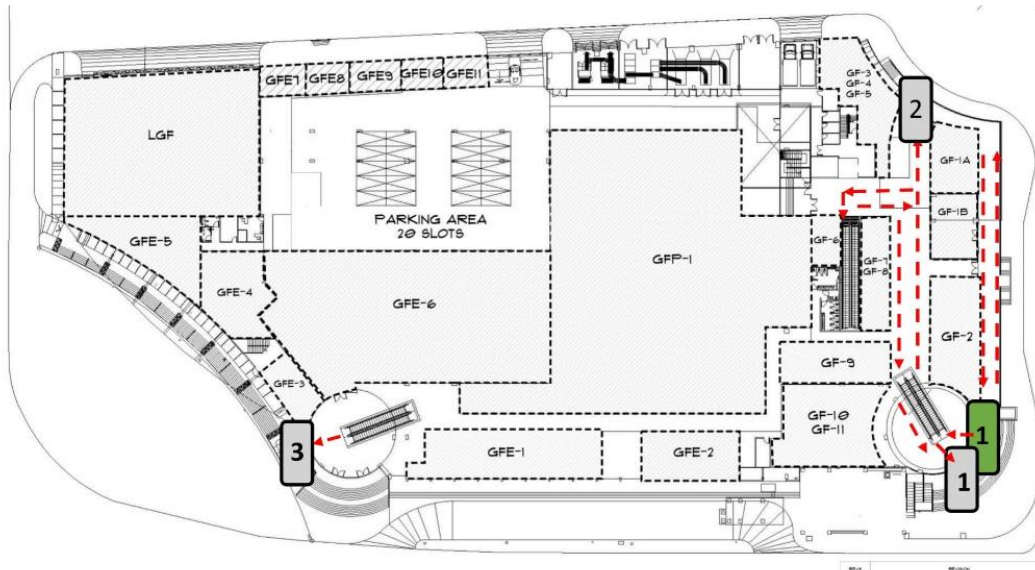 GFE7 GFE8 GFE9 GFE10 GFE11
GF-3
GF-4
GF-5
2
LGF
GF-1A
PARKING AREA
20 SLOTS
GF-1B
GFE-5
GF-6
GF-7
GF-8
GFP-1
GFE-4
GFE-6
GF-2
GF-9
GFE-3
GF-10
GF-11
1
3
GFE-1
GFE-2
1